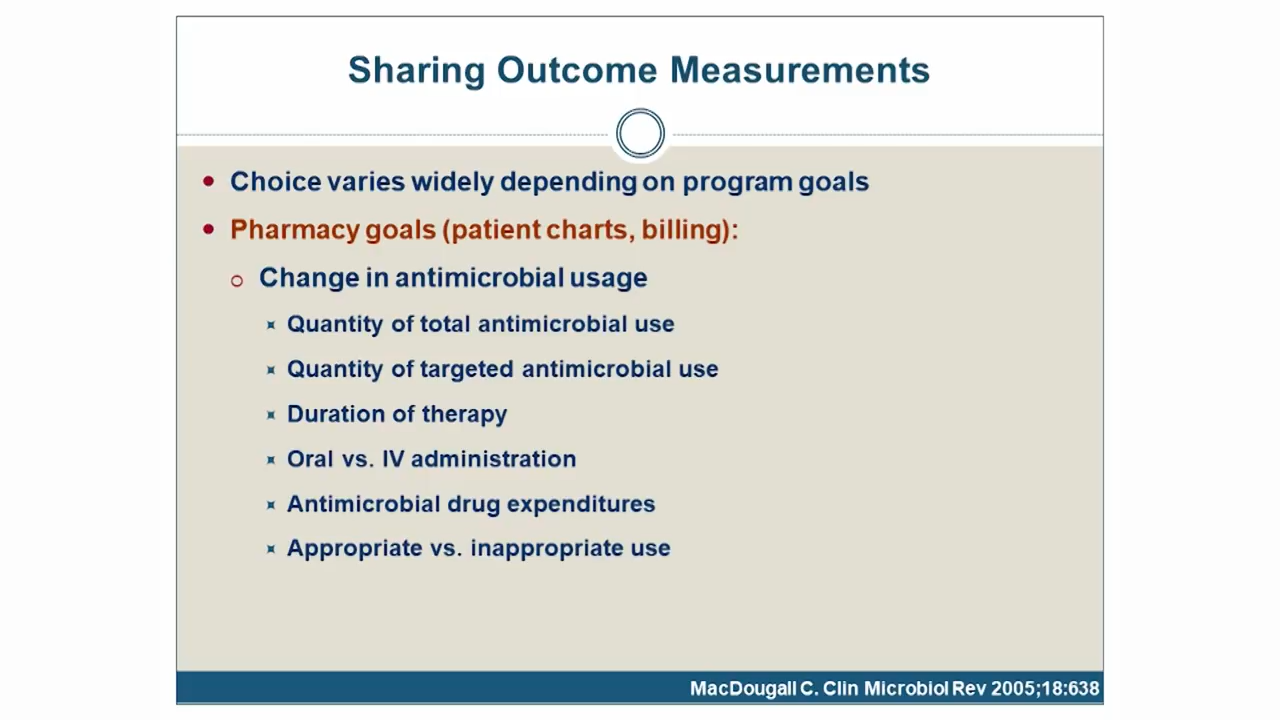 Sharing Outcome Measurements
Choice varies widely depending on program goals
Pharmacy goals (patient charts, billing):
Change in antimicrobial usage
Quantity of total antimicrobial use
Quantity of targeted antimicrobial use
Duration of therapy
Oral vs. IV administration
Antimicrobial drug expenditures
Appropriate vs. inappropriate use
MacDougall C. Clin Microbiol Rev 2005;18:638